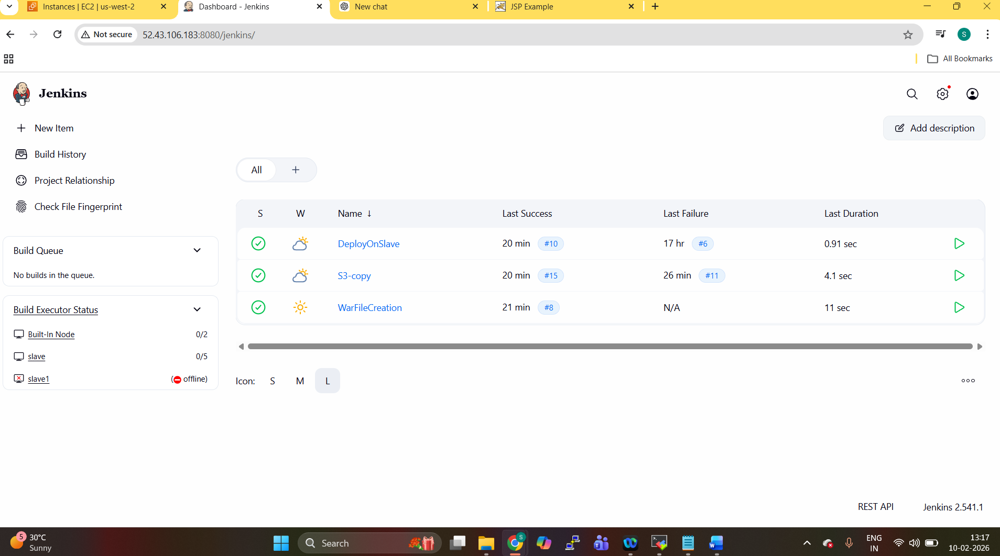 Instances | EC2 | us-west-2
Dashboard - Jenkins
New chat
JSP Example
Not secure
52.43.106.183:8080/jenkins/
S
All Bookmarks
Jenkins
New Item
Add description
Build History
All
Project Relationship
Check File Fingerprint
S W Name ↓ Last Success Last Failure Last Duration
DeployOnSlave 20 min #10 17 hr #6 0.91 sec
S3-copy 20 min #15 26 min #11 4.1 sec
WarFileCreation 21 min #8 N/A 11 sec
Build Queue
No builds in the queue.
Build Executor Status
Built-In Node 0/2
slave 0/5
slave1 (offline)
Icon: S M L
REST API Jenkins 2.541.1
5
30°C
Sunny
Search
S
ENG
IN
13:17
10-02-2026